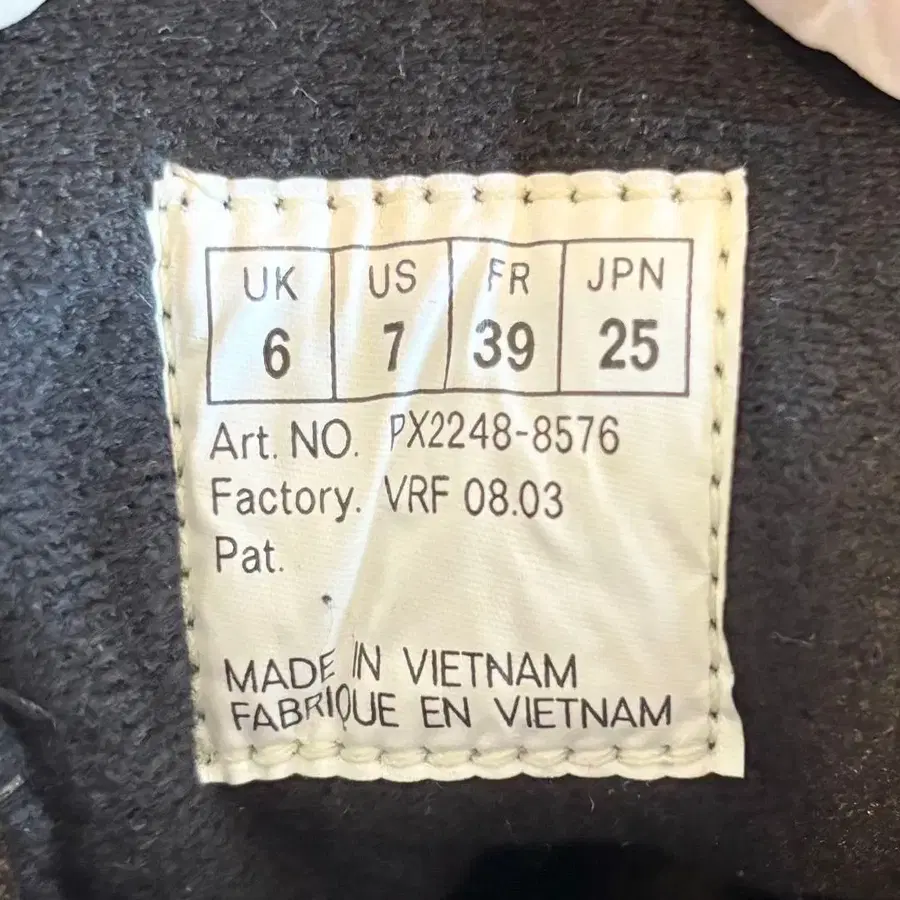 UK US FR JPN
6 7 39 25
Art. NO. PX2248-8576
Factory. VRF 08.03
Pat.
MADE IN VIETNAM
FABRIQUE EN VIETNAM